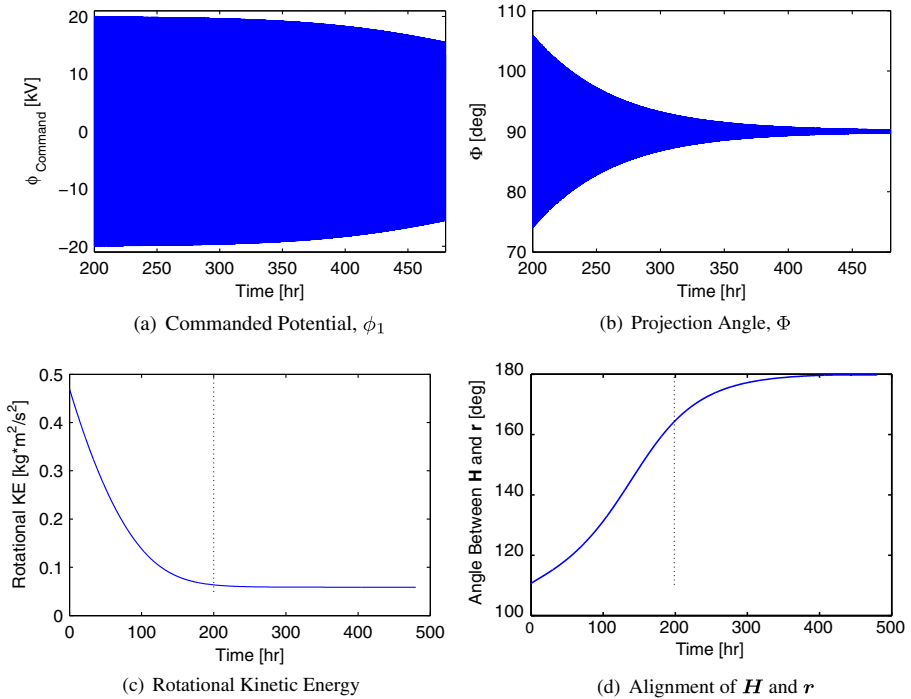 20
10
0
−10
−20
200 250 300 350 400 450
ϕ Command [kV]
Time [hr]
(a) Commanded Potential, ϕ1
110
100
90
80
70
200 250 300 350 400 450
Φ [deg]
Time [hr]
(b) Projection Angle, Φ
0.5
0.4
0.3
0.2
0.1
0
0 100 200 300 400 500
Rotational KE [kg*m²/s²]
Time [hr]
(c) Rotational Kinetic Energy
180
160
140
120
100
0 100 200 300 400 500
Angle Between H and r [deg]
Time [hr]
(d) Alignment of H and r